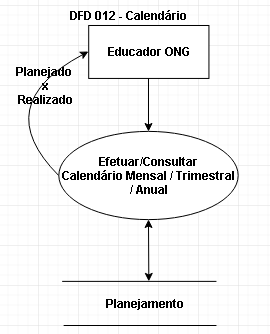 DFD 012 - Calendário
Educador ONG
Planejado
x
Realizado
Efetuar/Consultar
Calendário Mensal / Trimestral
/ Anual
Planejamento